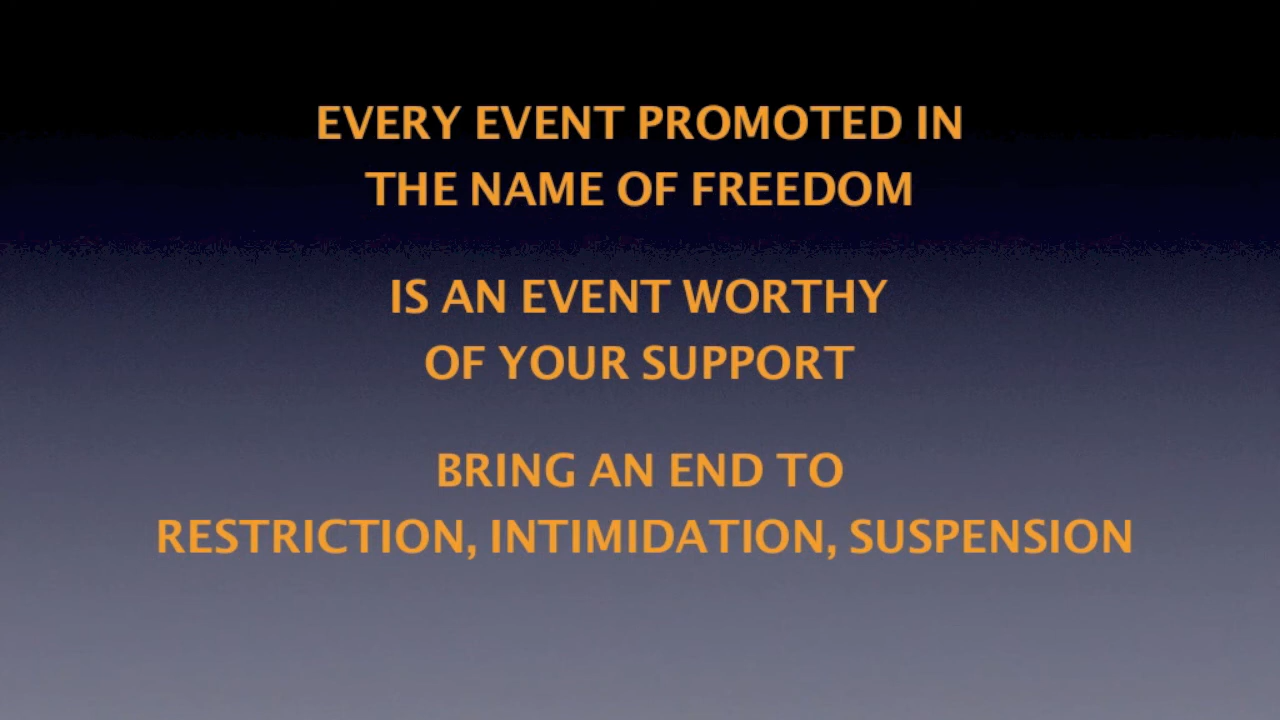 EVERY EVENT PROMOTED IN
THE NAME OF FREEDOM
IS AN EVENT WORTHY
OF YOUR SUPPORT
BRING AN END TO
RESTRICTION, INTIMIDATION, SUSPENSION